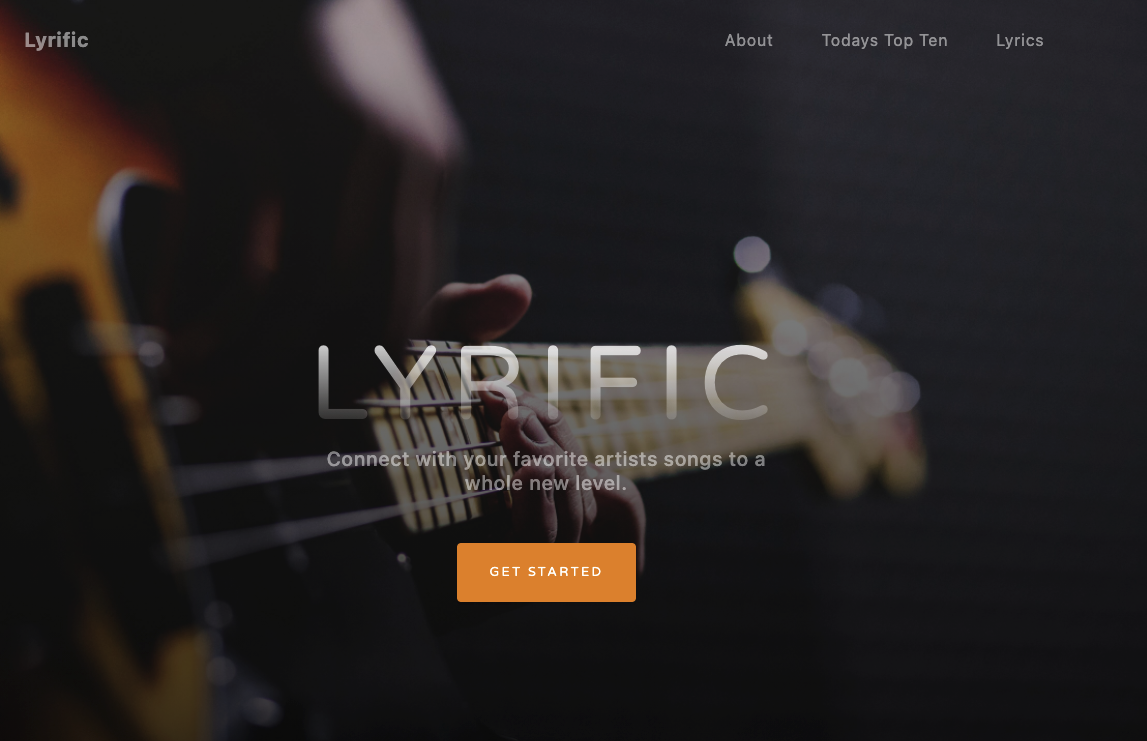 Lyrific
About
Todays Top Ten
Lyrics
LYRIFIC
Connect with your favorite artists songs to a
whole new level.
GET STARTED